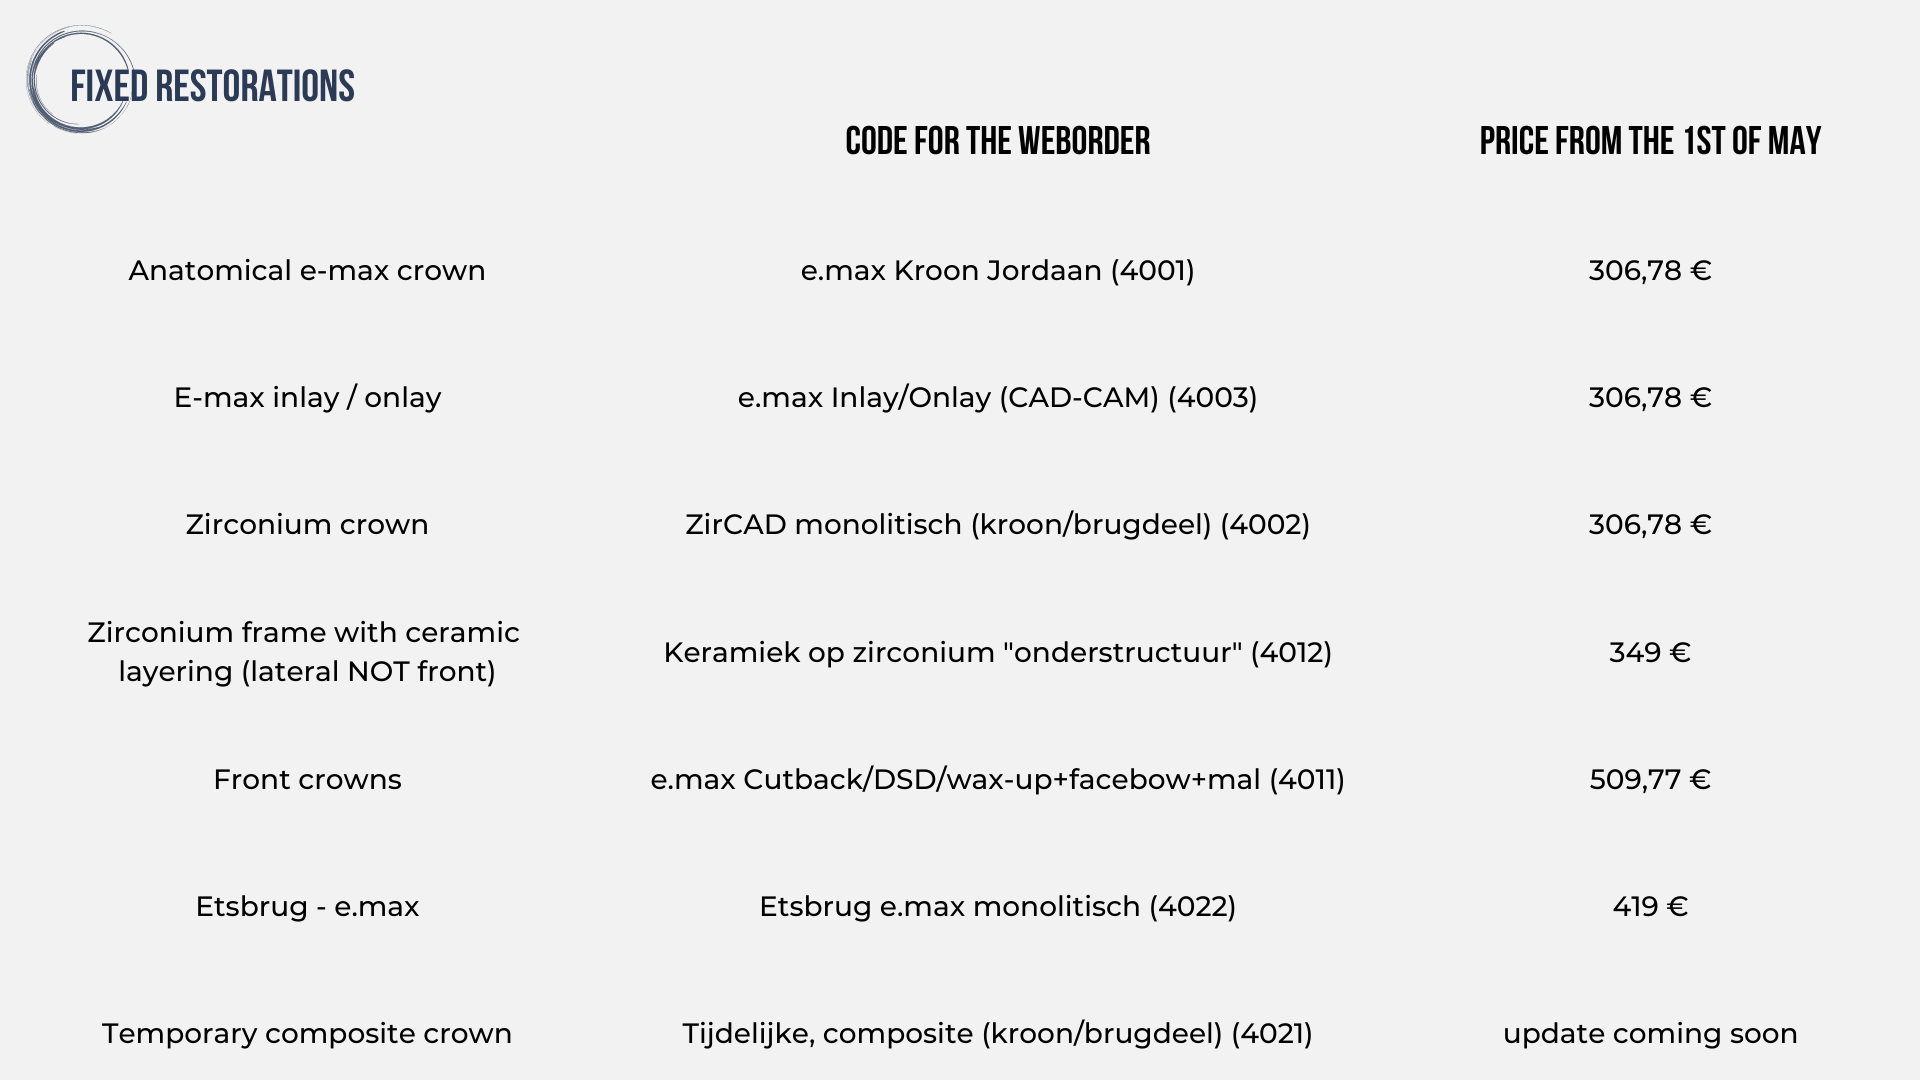 FIXED RESTORATIONS
CODE FOR THE WEBORDER
PRICE FROM THE 1ST OF MAY
Anatomical e-max crown
e.max Kroon Jordaan (4001)
306,78 €
E-max inlay / onlay
e.max Inlay/Onlay (CAD-CAM) (4003)
306,78 €
Zirconium crown
ZirCAD monolitisch (kroon/brugdeel) (4002)
306,78 €
Zirconium frame with ceramic
layering (lateral NOT front)
Keramiek op zirconium "onderstructuur" (4012)
349 €
Front crowns
e.max Cutback/DSD/wax-up+facebow+mal (4011)
509,77 €
Etsbrug - e.max
Etsbrug e.max monolitisch (4022)
419 €
Temporary composite crown
Tijdelijke, composite (kroon/brugdeel) (4021)
update coming soon